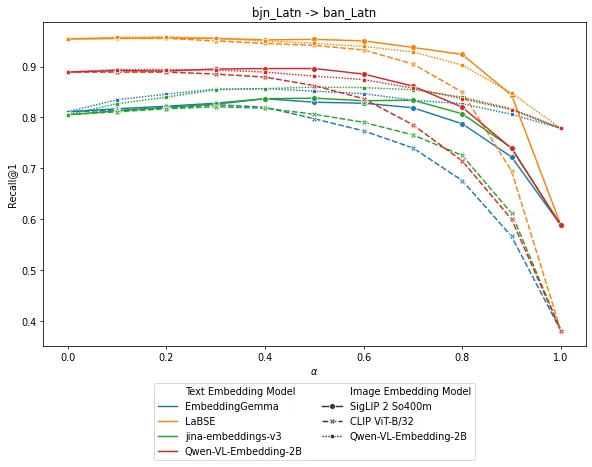 bjn_Latn -> ban_Latn
Recall@1
0.9
0.8
0.7
0.6
0.5
0.4
0.0 0.2 0.4 0.6 0.8 1.0
α
Text Embedding Model
EmbeddingGemma
LaBSE
jina-embeddings-v3
Qwen-VL-Embedding-2B
Image Embedding Model
SigLIP 2 So400m
CLIP ViT-B/32
Qwen-VL-Embedding-2B